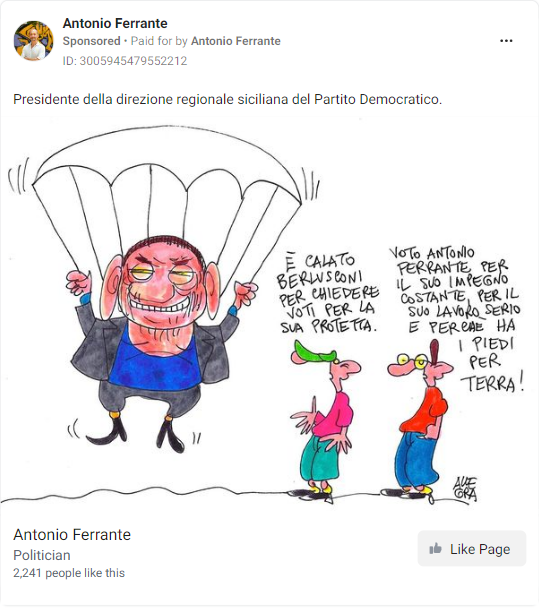 Antonio Ferrante
Sponsored • Paid for by Antonio Ferrante
ID: 3005945479552212
Presidente della direzione regionale siciliana del Partito Democratico.
È CALATO
BERLUSCONI
PER CHIEDERE
VOTI PER LA
SUA PROTETTA.
VOTO ANTONIO
FERRANTE PER
IL SUO IMPEGNO
COSTANTE, PER IL
SUO LAVORO SERIO
E PERCHÈ HA
I PIEDI
PER
TERRA!
ALLE
GRA
Antonio Ferrante
Politician
2,241 people like this
Like Page